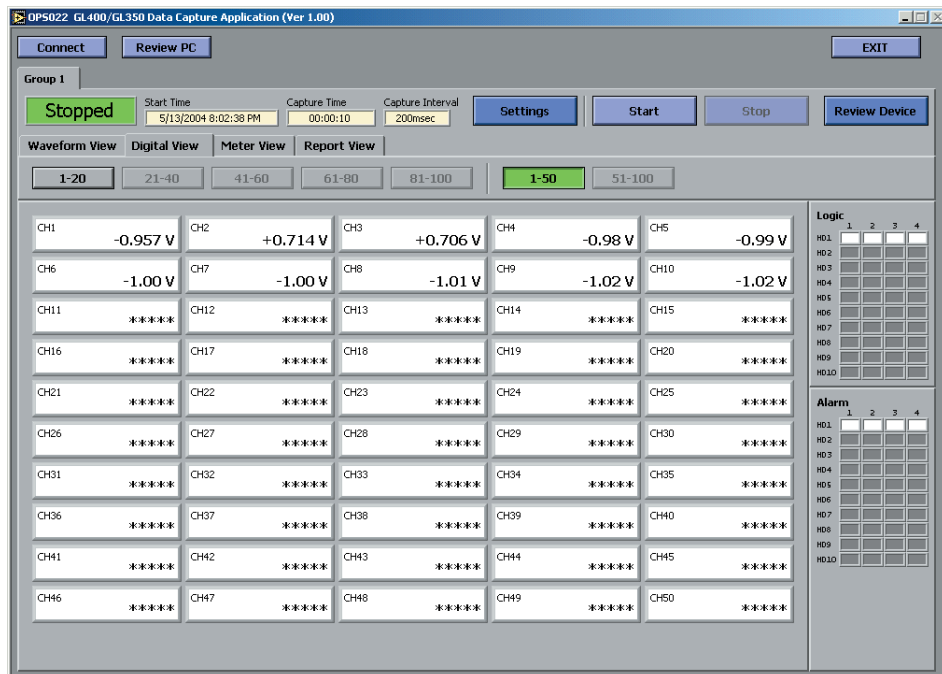 OPS022 GL400/GL350 Data Capture Application (Ver 1.00)
Connect Review PC EXIT
Group 1
Stopped Start Time Capture Time Capture Interval Settings Start Stop Review Device
5/13/2004 8:02:38 PM 00:00:10 200msec
Waveform View Digital View Meter View Report View
1-20 21-40 41-60 61-80 81-100 1-50 51-100
CH1 -0.957 V CH2 +0.714 V CH3 +0.706 V CH4 -0.98 V CH5 -0.99 V
CH6 -1.00 V CH7 -1.00 V CH8 -1.01 V CH9 -1.02 V CH10 -1.02 V
CH11 ***** CH12 ***** CH13 ***** CH14 ***** CH15 *****
CH16 ***** CH17 ***** CH18 ***** CH19 ***** CH20 *****
CH21 ***** CH22 ***** CH23 ***** CH24 ***** CH25 *****
CH26 ***** CH27 ***** CH28 ***** CH29 ***** CH30 *****
CH31 ***** CH32 ***** CH33 ***** CH34 ***** CH35 *****
CH36 ***** CH37 ***** CH38 ***** CH39 ***** CH40 *****
CH41 ***** CH42 ***** CH43 ***** CH44 ***** CH45 *****
CH46 ***** CH47 ***** CH48 ***** CH49 ***** CH50 *****
Logic
1 2 3 4
HD1
HD2
HD3
HD4
HD5
HD6
HD7
HD8
HD9
HD10
Alarm
1 2 3 4
HD1
HD2
HD3
HD4
HD5
HD6
HD7
HD8
HD9
HD10